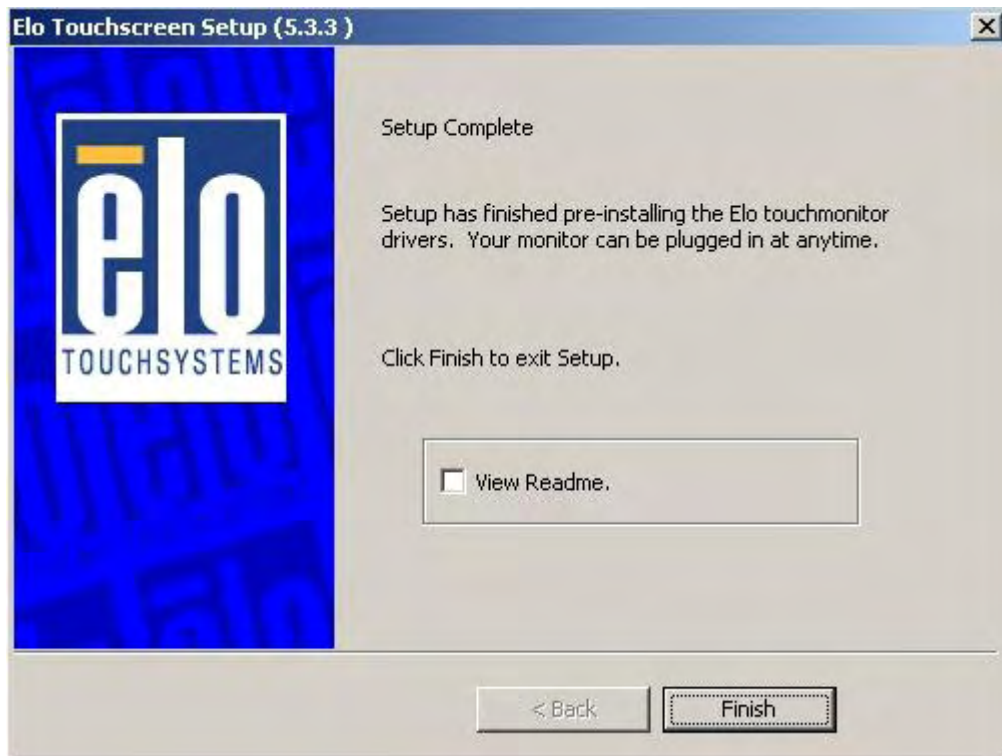 Elo Touchscreen Setup (5.3.3 )
ēlo
TOUCHSYSTEMS
Setup Complete
Setup has finished pre-installing the Elo touchmonitor
drivers.  Your monitor can be plugged in at anytime.
Click Finish to exit Setup.
View Readme.
< Back
Finish